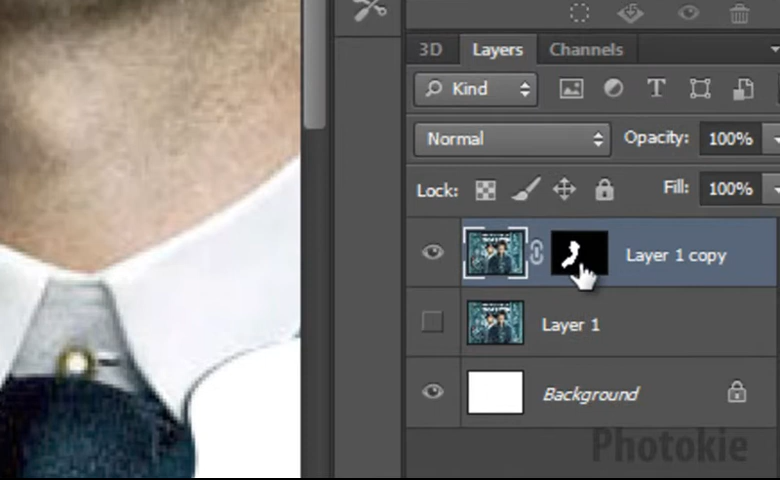 3D Layers Channels
Kind
Normal Opacity: 100%
Lock: Fill: 100%
Layer 1 copy
Layer 1
Background
Photokie